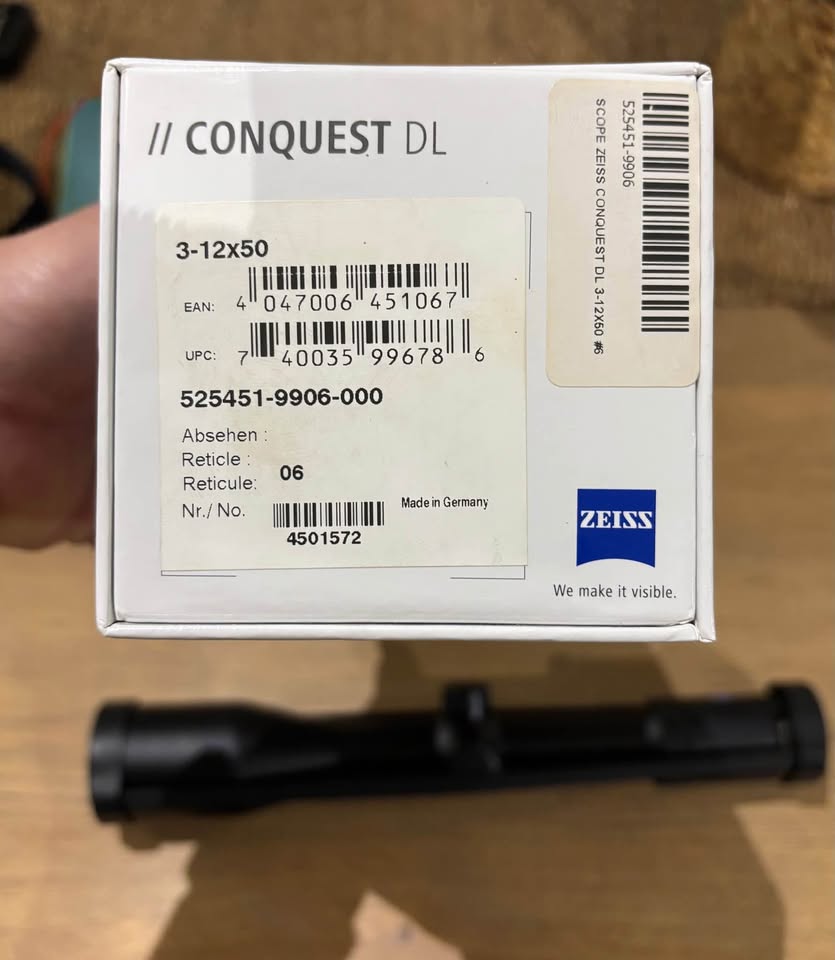 // CONQUEST DL
3-12x50
EAN: 4 047006 451067
UPC: 7 40035 99678 6
525451-9906-000
Absehen :
Reticle :
Reticule: 06
Nr./ No.
4501572
Made in Germany
525451-9906
SCOPE ZEISS CONQUEST DL 3-12X50 #6
ZEISS
We make it visible.